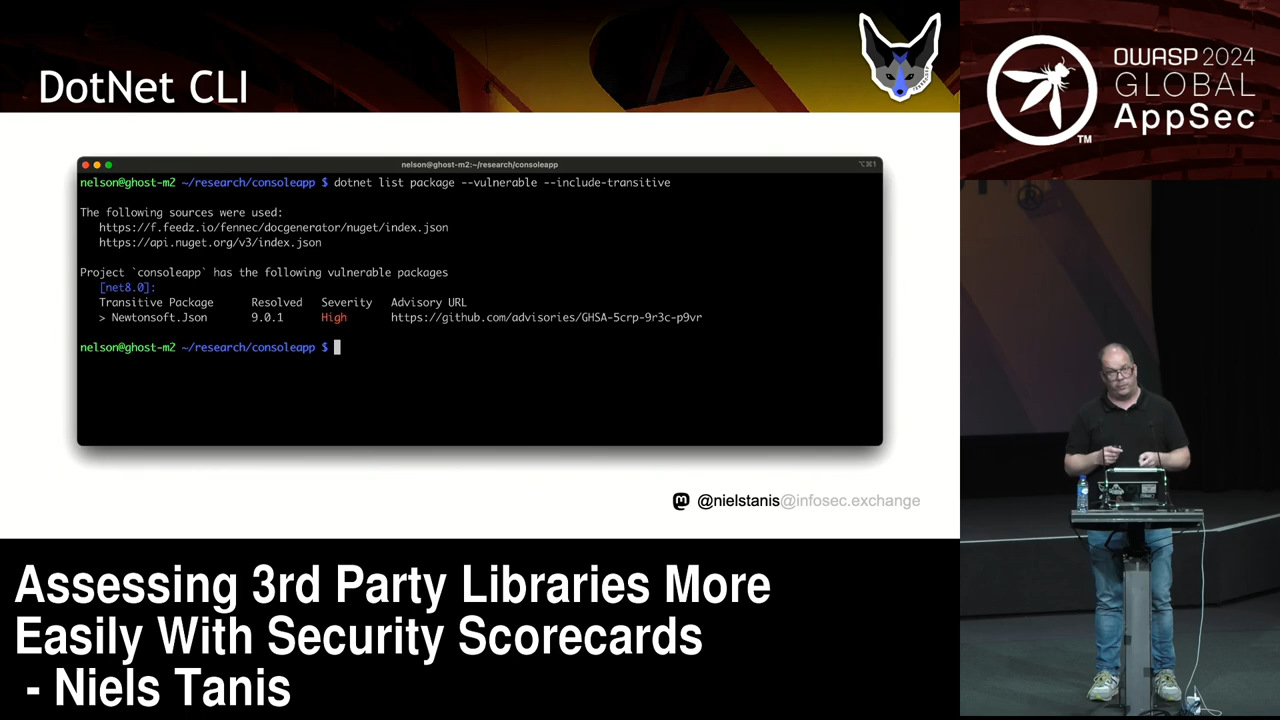 DotNet CLI
OWASP 2024
GLOBAL
AppSec
TM
nelson@ghost-m2:~/research/consoleapp
⌥⌘1
nelson@ghost-m2 ~/research/consoleapp $ dotnet list package --vulnerable --include-transitive
The following sources were used:
https://f.feedz.io/fennec/docgenerator/nuget/index.json
https://api.nuget.org/v3/index.json
Project `consoleapp` has the following vulnerable packages
[net8.0]:
Transitive Package Resolved Severity Advisory URL
> Newtonsoft.Json 9.0.1 High https://github.com/advisories/GHSA-5crp-9r3c-p9vr
nelson@ghost-m2 ~/research/consoleapp $
@nielstanis@infosec.exchange
Assessing 3rd Party Libraries More
Easily With Security Scorecards
- Niels Tanis